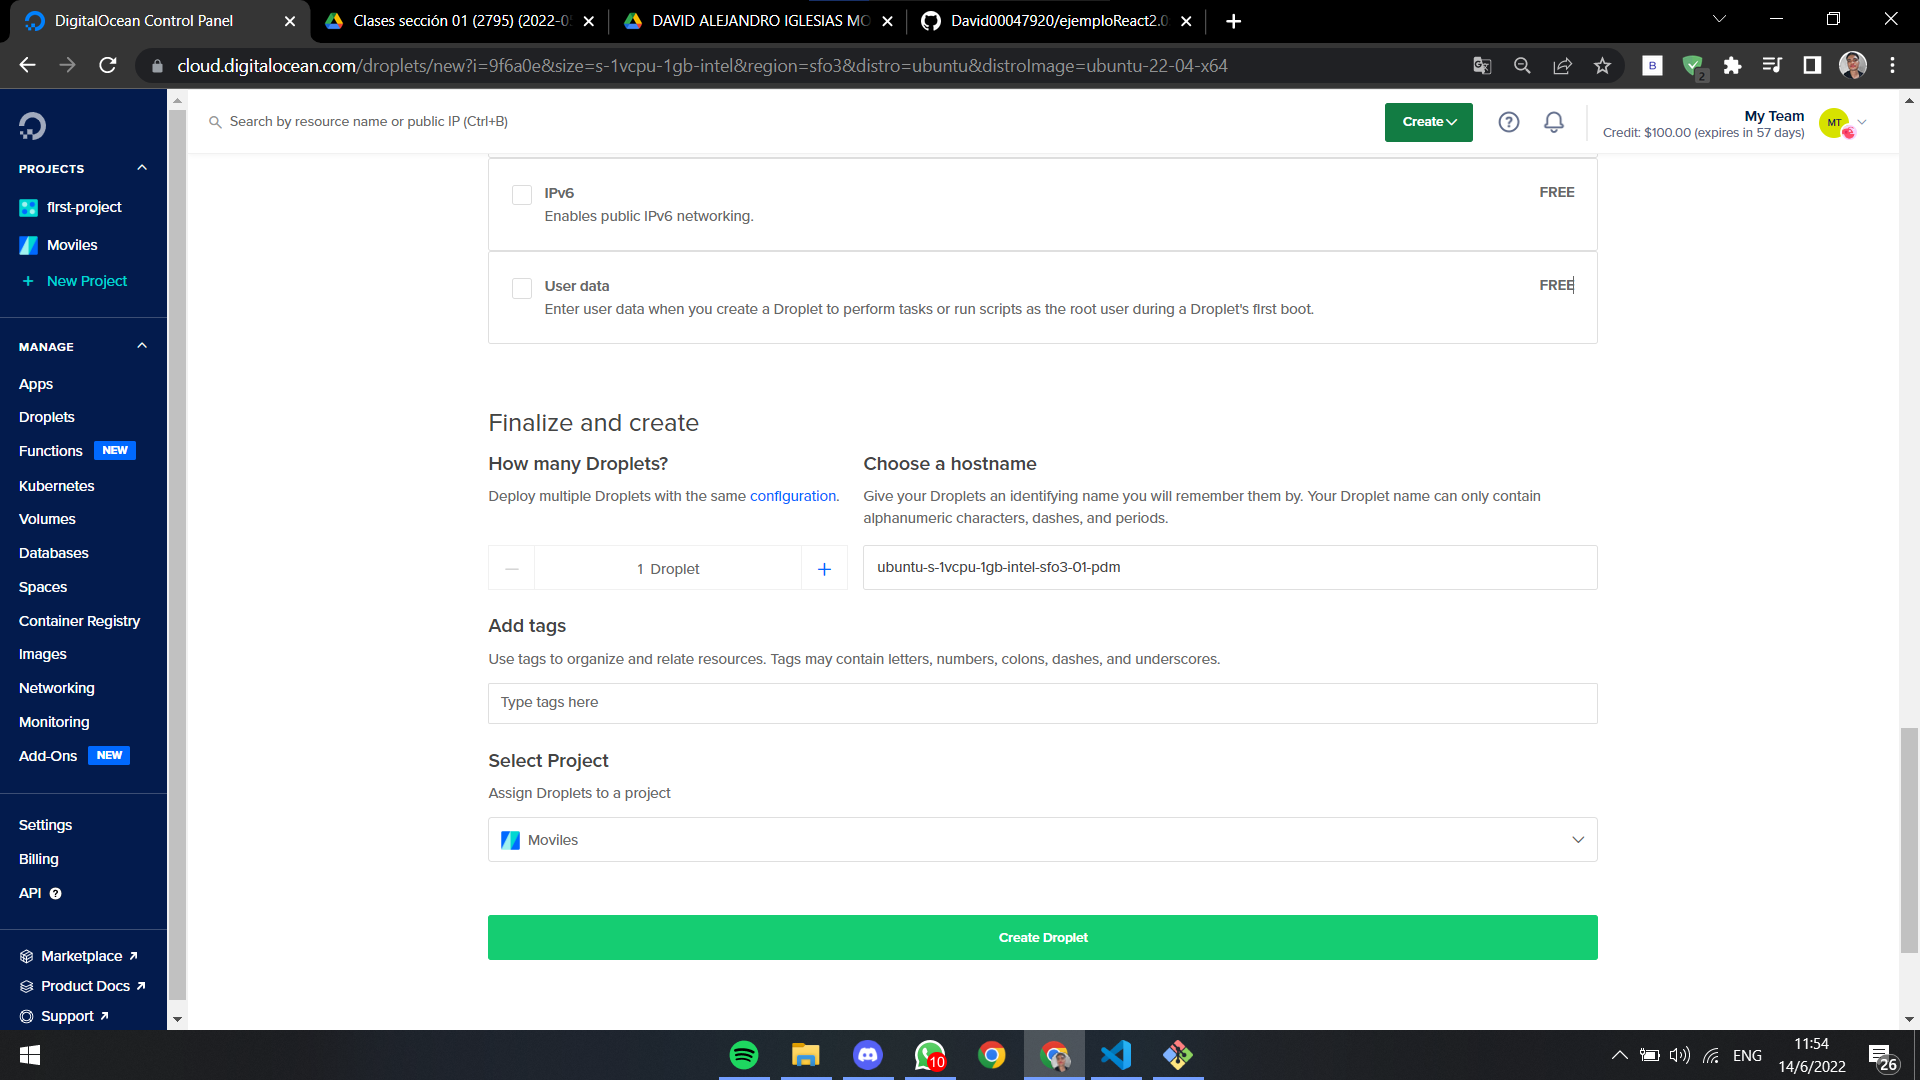 DigitalOcean Control Panel
Clases sección 01 (2795) (2022-0
DAVID ALEJANDRO IGLESIAS MO
David00047920/ejemploReact2.0
cloud.digitalocean.com/droplets/new?i=9f6a0e&size=s-1vcpu-1gb-intel&region=sfo3&distro=ubuntu&distroImage=ubuntu-22-04-x64
B
2
Search by resource name or public IP (Ctrl+B)
Create
My Team
Credit: $100.00 (expires in 57 days)
MT
PROJECTS
first-project
Moviles
+ New Project
MANAGE
Apps
Droplets
Functions NEW
Kubernetes
Volumes
Databases
Spaces
Container Registry
Images
Networking
Monitoring
Add-Ons NEW
Settings
Billing
API ?
Marketplace
Product Docs
Support
IPv6
FREE
Enables public IPv6 networking.
User data
FREE
Enter user data when you create a Droplet to perform tasks or run scripts as the root user during a Droplet's first boot.
Finalize and create
How many Droplets?
Deploy multiple Droplets with the same configuration.
1 Droplet
Choose a hostname
Give your Droplets an identifying name you will remember them by. Your Droplet name can only contain
alphanumeric characters, dashes, and periods.
ubuntu-s-1vcpu-1gb-intel-sfo3-01-pdm
Add tags
Use tags to organize and relate resources. Tags may contain letters, numbers, colons, dashes, and underscores.
Type tags here
Select Project
Assign Droplets to a project
Moviles
Create Droplet
10
ENG
11:54
14/6/2022
26